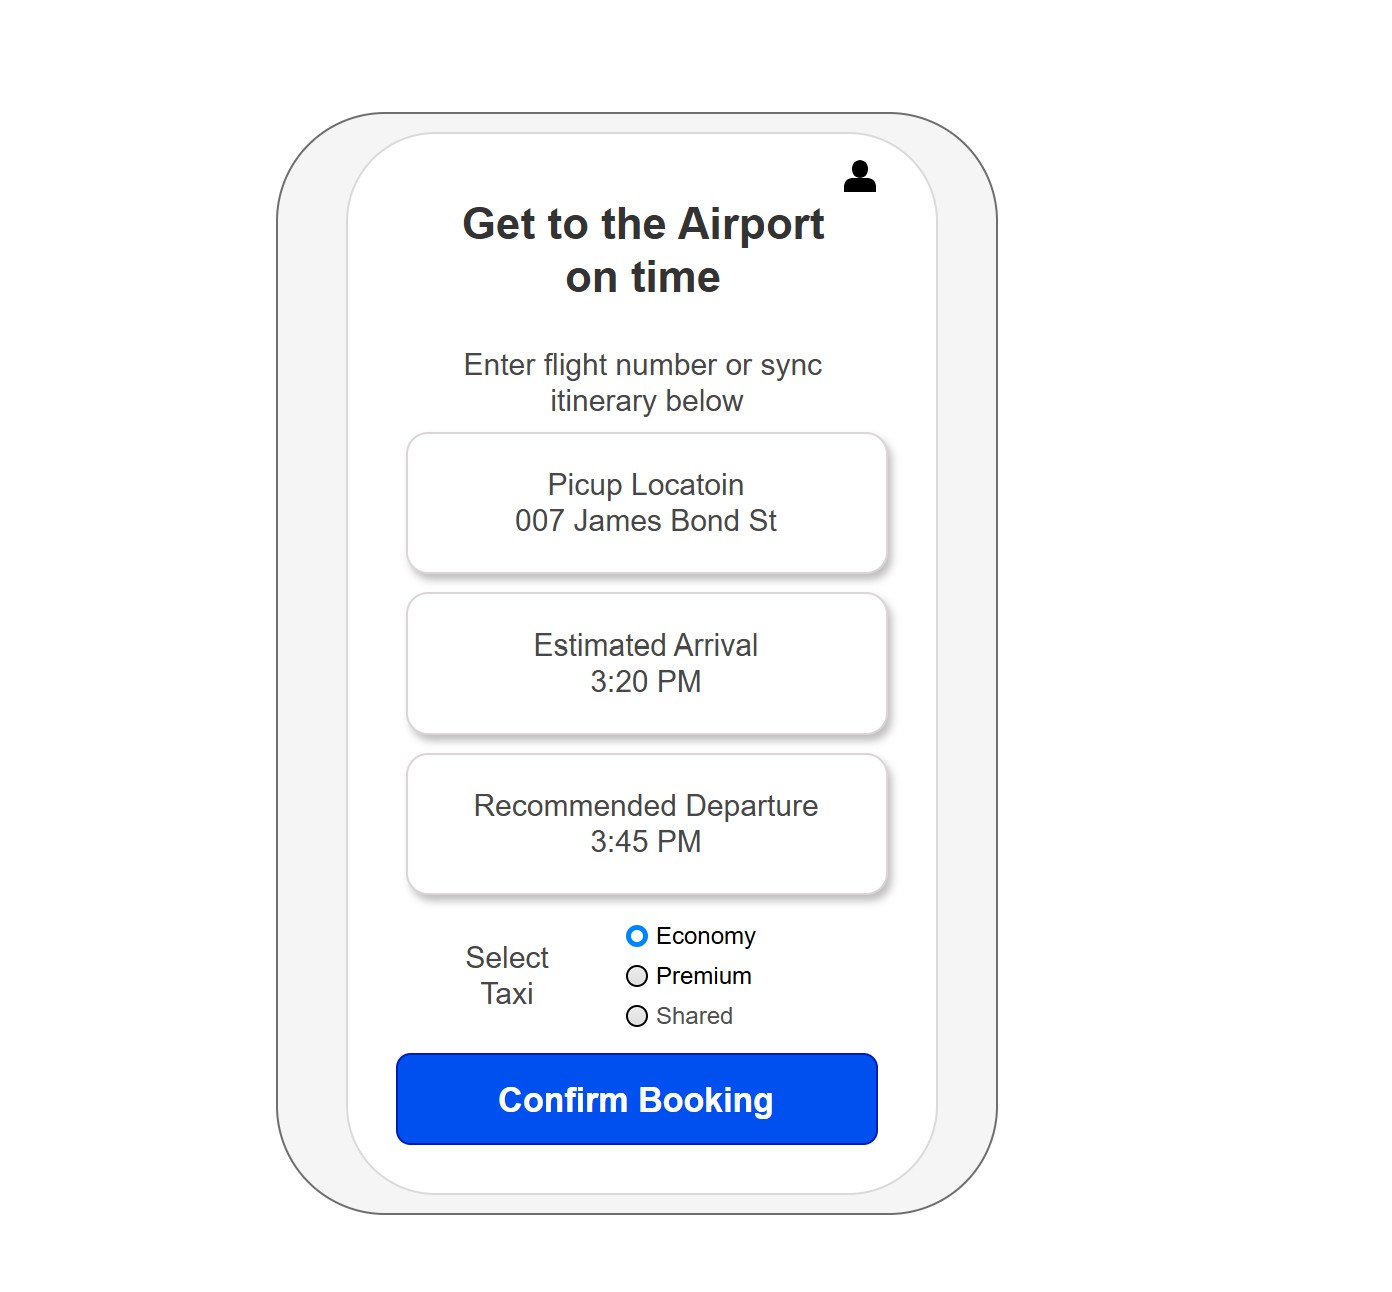 Get to the Airport
on time
Enter flight number or sync
itinerary below
Picup Locatoin
007 James Bond St
Estimated Arrival
3:20 PM
Recommended Departure
3:45 PM
Select
Taxi
Economy
Premium
Shared
Confirm Booking